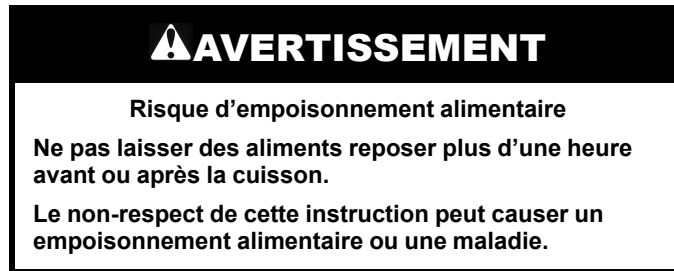 AVERTISSEMENT
Risque d’empoisonnement alimentaire
Ne pas laisser des aliments reposer plus d’une heure
avant ou après la cuisson.
Le non-respect de cette instruction peut causer un
empoisonnement alimentaire ou une maladie.